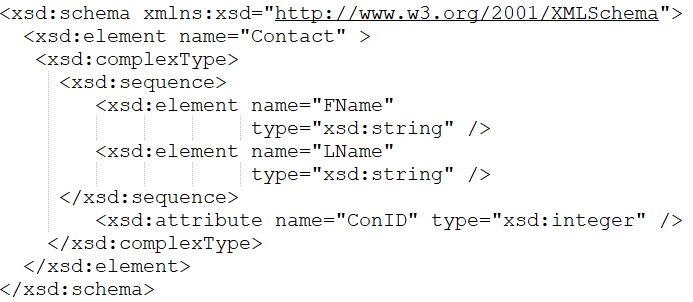 <xsd:schema xmlns:xsd="http://www.w3.org/2001/XMLSchema">
<xsd:element name="Contact" >
<xsd:complexType>
<xsd:sequence>
<xsd:element name="FName"
type="xsd:string" />
<xsd:element name="LName"
type="xsd:string" />
</xsd:sequence>
<xsd:attribute name="ConID" type="xsd:integer" />
</xsd:complexType>
</xsd:element>
</xsd:schema>